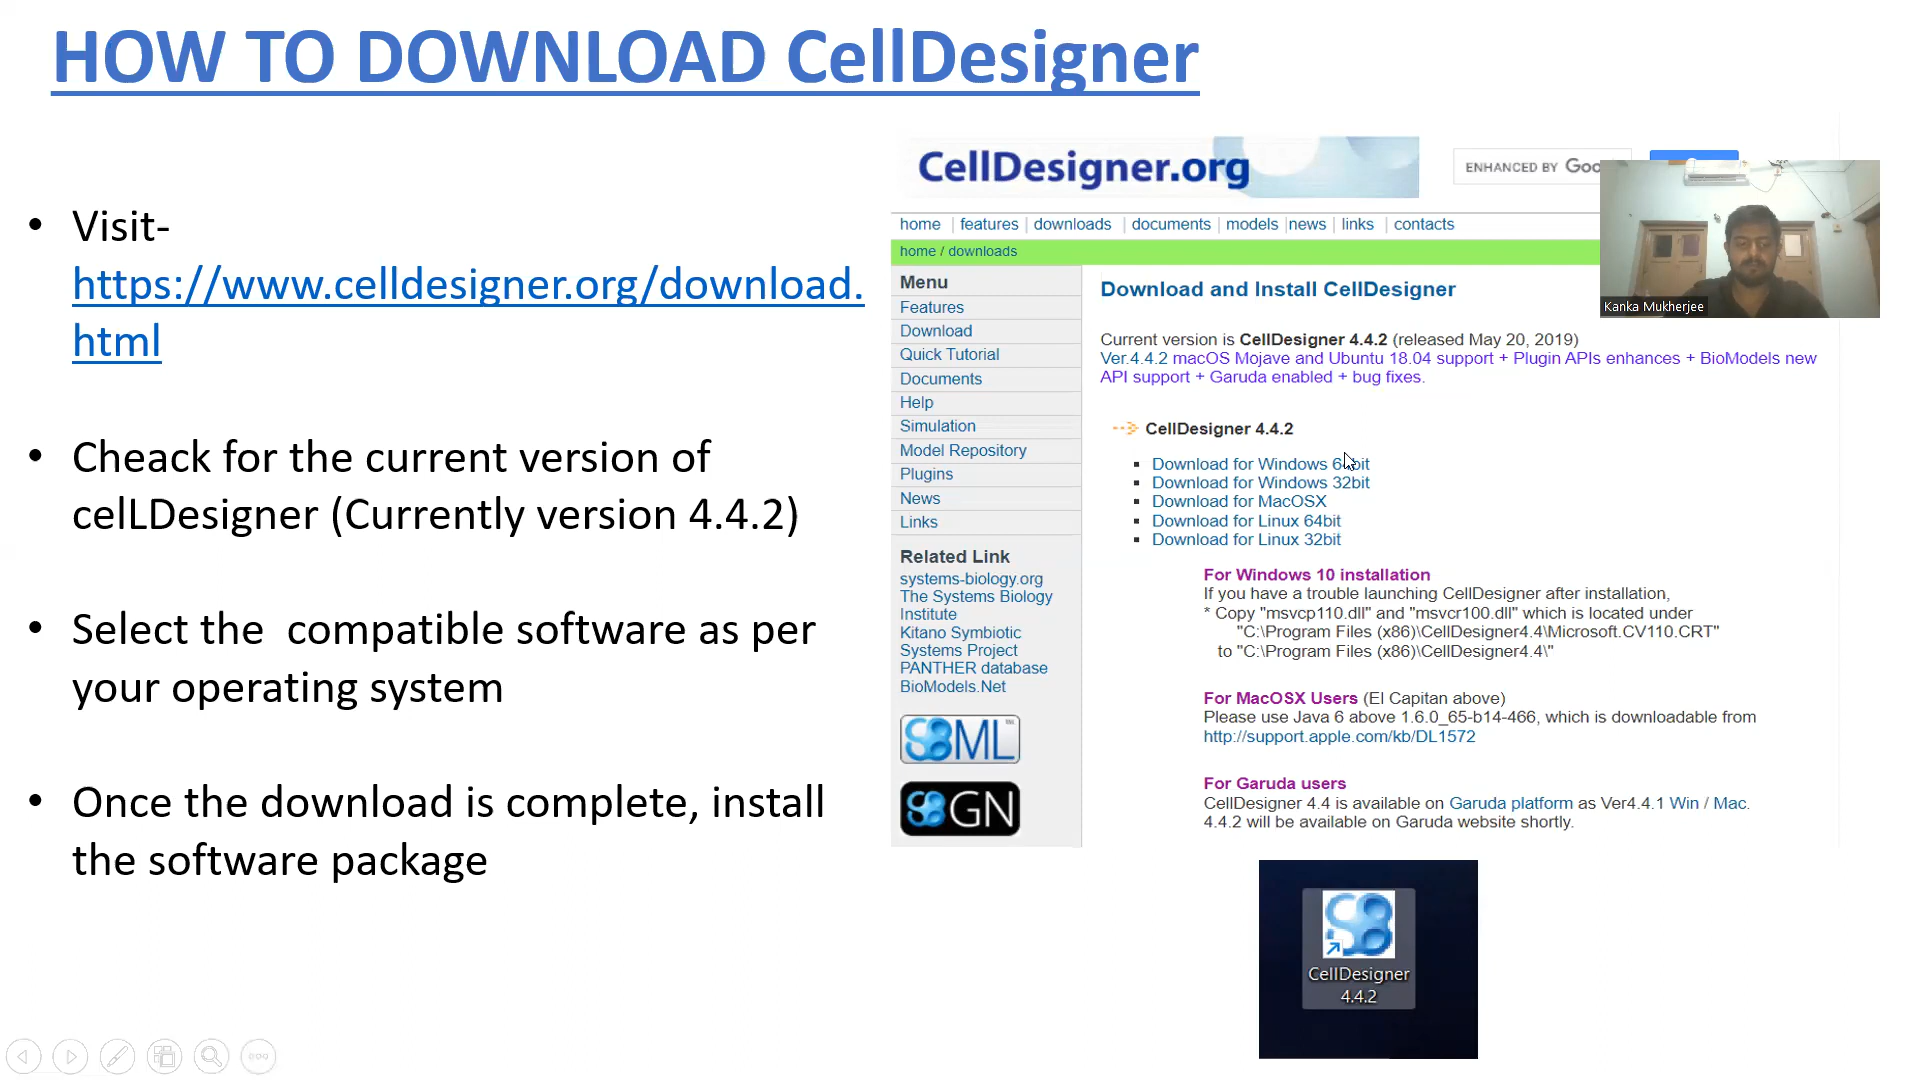 HOW TO DOWNLOAD CellDesigner
• Visit-
https://www.celldesigner.org/download.
html
• Cheack for the current version of
celLDesigner (Currently version 4.4.2)
• Select the  compatible software as per
your operating system
• Once the download is complete, install
the software package
CellDesigner.org
ENHANCED BY Goo
home | features | downloads | documents | models | news | links | contacts
home / downloads
Menu
Features
Download
Quick Tutorial
Documents
Help
Simulation
Model Repository
Plugins
News
Links
Related Link
systems-biology.org
The Systems Biology
Institute
Kitano Symbiotic
Systems Project
PANTHER database
BioModels.Net
SBML
SBGN
Download and Install CellDesigner
Current version is CellDesigner 4.4.2 (released May 20, 2019)
Ver.4.4.2 macOS Mojave and Ubuntu 18.04 support + Plugin APIs enhances + BioModels new
API support + Garuda enabled + bug fixes.
CellDesigner 4.4.2
Download for Windows 64bit
Download for Windows 32bit
Download for MacOSX
Download for Linux 64bit
Download for Linux 32bit
For Windows 10 installation
If you have a trouble launching CellDesigner after installation,
* Copy "msvcp110.dll" and "msvcr100.dll" which is located under
"C:\Program Files (x86)\CellDesigner4.4\Microsoft.CV110.CRT"
to "C:\Program Files (x86)\CellDesigner4.4\"
For MacOSX Users (El Capitan above)
Please use Java 6 above 1.6.0_65-b14-466, which is downloadable from
http://support.apple.com/kb/DL1572
For Garuda users
CellDesigner 4.4 is available on Garuda platform as Ver4.4.1 Win / Mac.
4.4.2 will be available on Garuda website shortly.
Kanka Mukherjee
CellDesigner
4.4.2